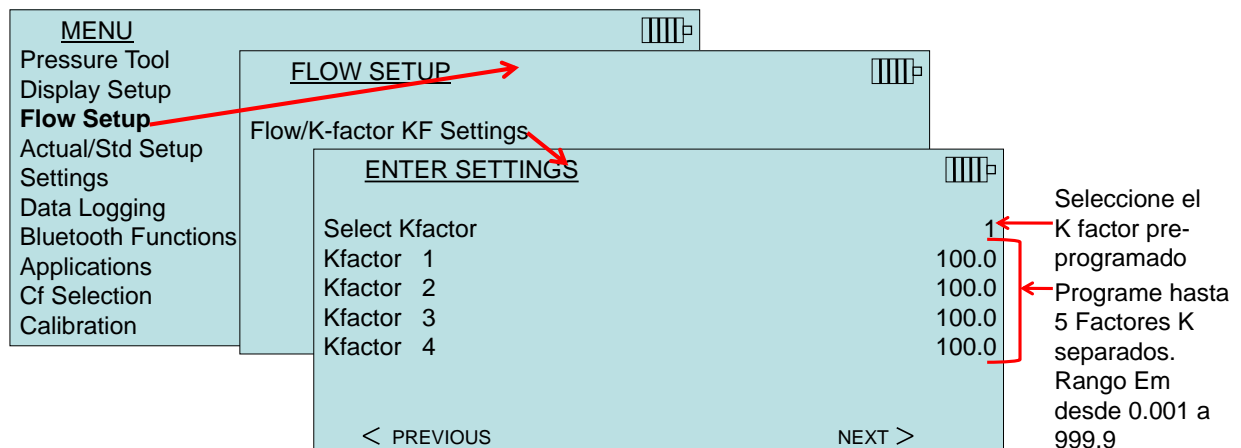 MENU
Pressure Tool
Display Setup
Flow Setup
Actual/Std Setup
Settings
Data Logging
Bluetooth Functions
Applications
Cf Selection
Calibration
FLOW SETUP
Flow/K-factor KF Settings
ENTER SETTINGS
Select Kfactor 1
Kfactor 1 100.0
Kfactor 2 100.0
Kfactor 3 100.0
Kfactor 4 100.0
< PREVIOUS NEXT >
Seleccione el
K factor pre-
programado
Programe hasta
5 Factores K
separados.
Rango Em
desde 0.001 a
999.9